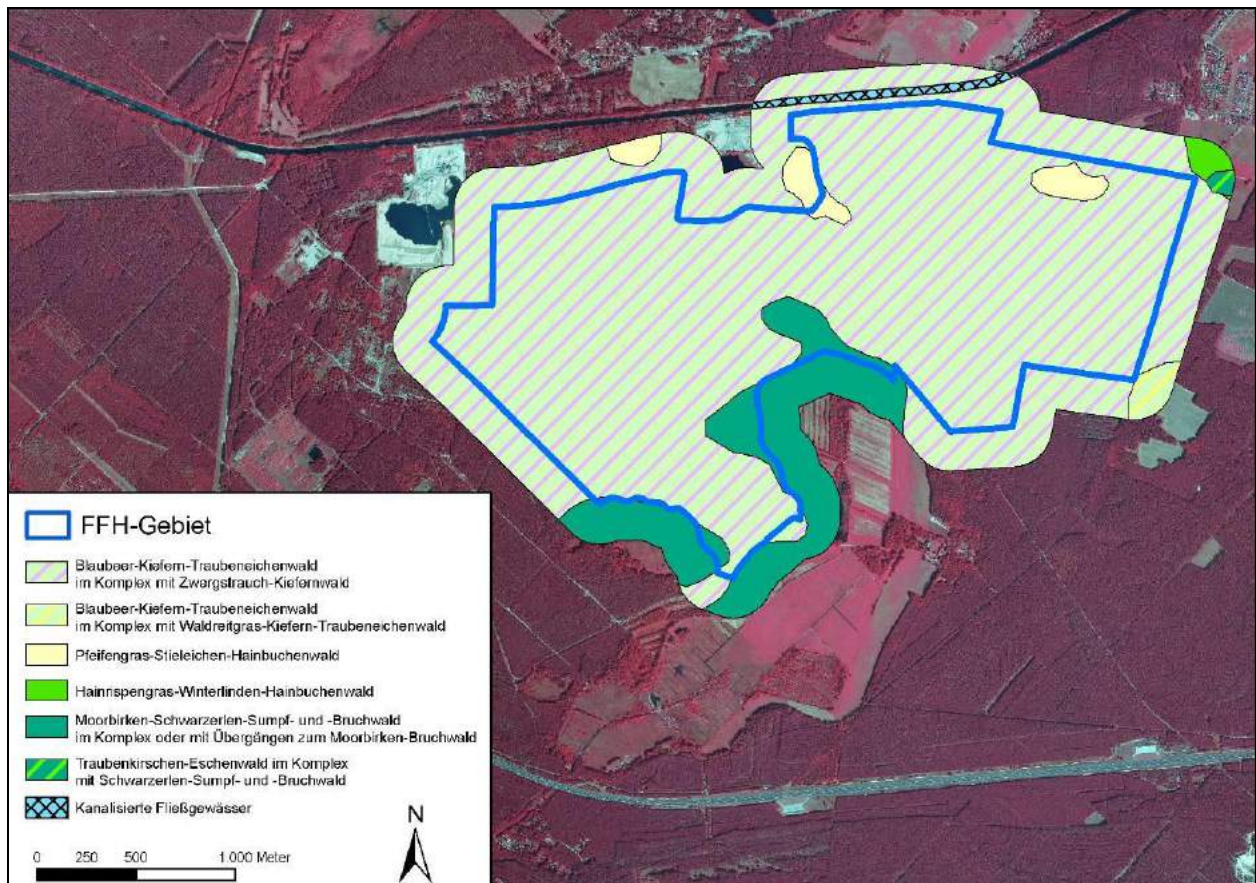 FFH-Gebiet
Blaubeer-Kiefern-Traubeneichenwald
im Komplex mit Zwergstrauch-Kiefernwald
Blaubeer-Kiefern-Traubeneichenwald
im Komplex mit Waldreitgras-Kiefern-Traubeneichenwald
Pfeifengras-Stieleichen-Hainbuchenwald
Hainrispengras-Winterlinden-Hainbuchenwald
Moorbirken-Schwarzerlen-Sumpf- und -Bruchwald
im Komplex oder mit Übergängen zum Moorbirken-Bruchwald
Traubenkirschen-Eschenwald im Komplex
mit Schwarzerlen-Sumpf- und -Bruchwald
Kanalisierte Fließgewässer
N
0 250 500 1.000 Meter